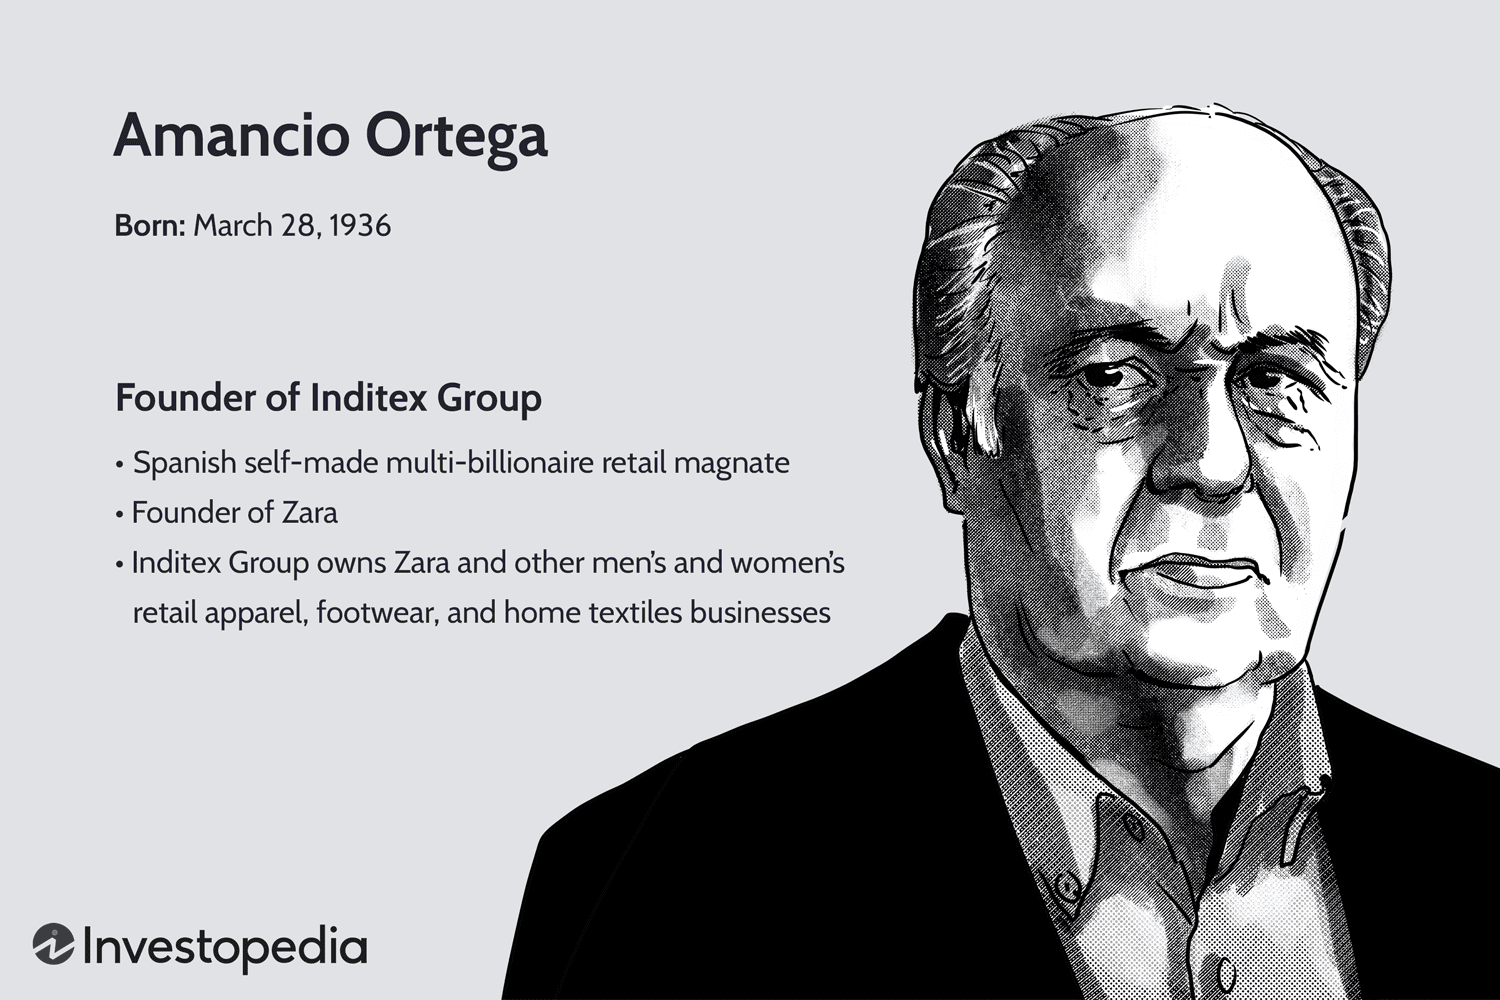 Amancio Ortega
Born: March 28, 1936
Founder of Inditex Group
• Spanish self-made multi-billionaire retail magnate
• Founder of Zara
• Inditex Group owns Zara and other men’s and women’s
retail apparel, footwear, and home textiles businesses
Investopedia